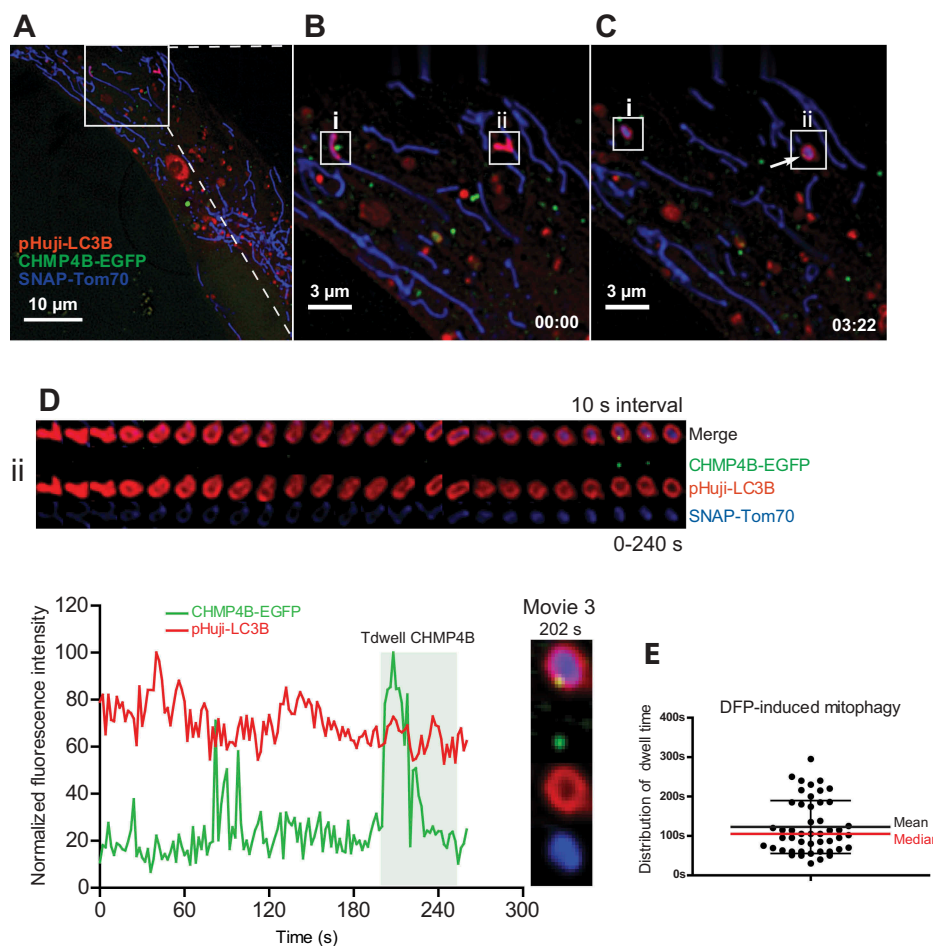 A
B
C
i
ii
i
ii
pHuji-LC3B
CHMP4B-EGFP
SNAP-Tom70
10 µm
3 µm
00:00
3 µm
03:22
D
10 s interval
ii
Merge
CHMP4B-EGFP
pHuji-LC3B
SNAP-Tom70
0-240 s
Normalized fluorescence intensity
120
100
80
60
40
20
0
CHMP4B-EGFP
pHuji-LC3B
Tdwell CHMP4B
0
60
120
180
240
300
Time (s)
Movie 3
202 s
E
DFP-induced mitophagy
Distribution of dwell time
400s
300s
200s
100s
0s
Mean
Median